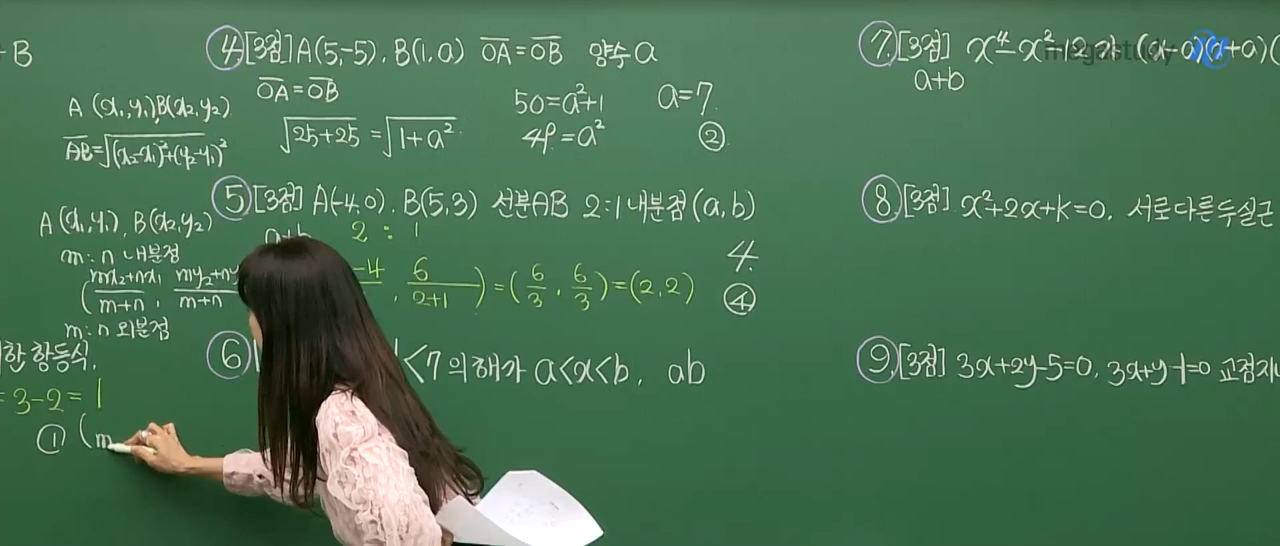 + B
A (x₁, y₁) B(x₂, y₂)
AB=√(x₂-x₁)²+(y₂-y₁)²
A (x₁, y₁), B(x₂, y₂)
m:n 내분점
(mx₂+nx₁/m+n, my₂+ny/m+n
m:n 외분점
한 항등식.
= 3-2 = 1
① (m
④ [3점] A(5,-5), B(1,a) OA=OB 양수 a
OA=OB
√25+25 = √1+a²
50=a²+1
49=a²
a=7.
②
⑤ [3점] A(-4,0), B(5,3) 선분AB 2:1 내분점 (a,b)
a+b
2 : 1
-4, 6/2+1) = (6/3, 6/3) = (2,2)
4.
④
⑥ <7의 해가 a<x<b, ab
⑦ [3점] x⁴-x²-12
a+b
megastudy
⑧ [3점] x²+2x+k=0, 서로 다른 두 실근
⑨ [3점] 3x+2y-5=0, 3x+y-1=0 교점